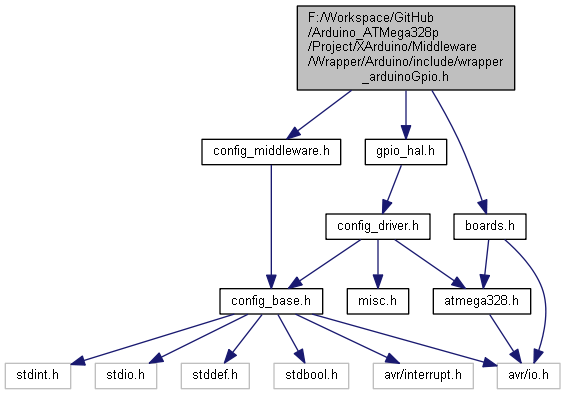 F:/Workspace/GitHub
/Arduino_ATMega328p
/Project/XArduino/Middleware
/Wrapper/Arduino/include/wrapper
_arduinoGpio.h
config_middleware.h
gpio_hal.h
config_driver.h
boards.h
config_base.h
misc.h
atmega328.h
stdint.h
stdio.h
stddef.h
stdbool.h
avr/interrupt.h
avr/io.h